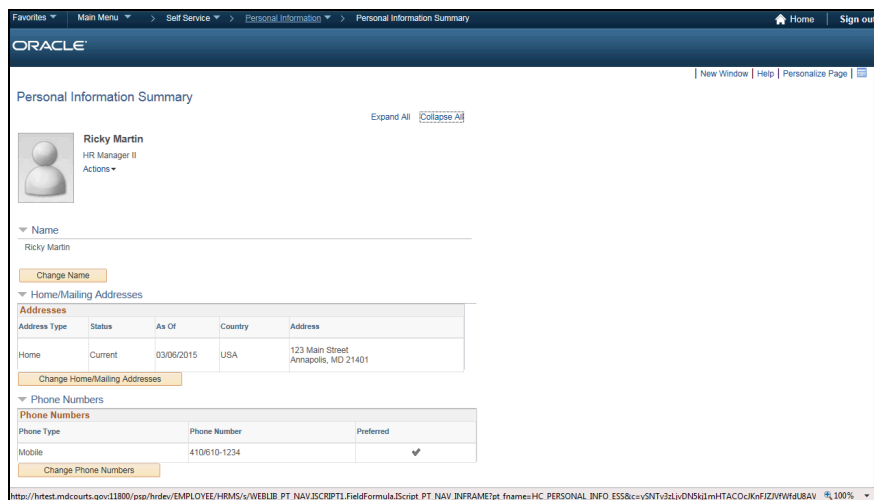 Favorites Main Menu > Self Service > Personal Information > Personal Information Summary Home Sign out
ORACLE
New Window | Help | Personalize Page |
Personal Information Summary
Expand All Collapse All
Ricky Martin
HR Manager II
Actions
Name
Ricky Martin
Change Name
Home/Mailing Addresses
Addresses
Address Type Status As Of Country Address
Home Current 03/06/2015 USA 123 Main Street
Annapolis, MD 21401
Change Home/Mailing Addresses
Phone Numbers
Phone Numbers
Phone Type Phone Number Preferred
Mobile 410/610-1234
Change Phone Numbers
100%